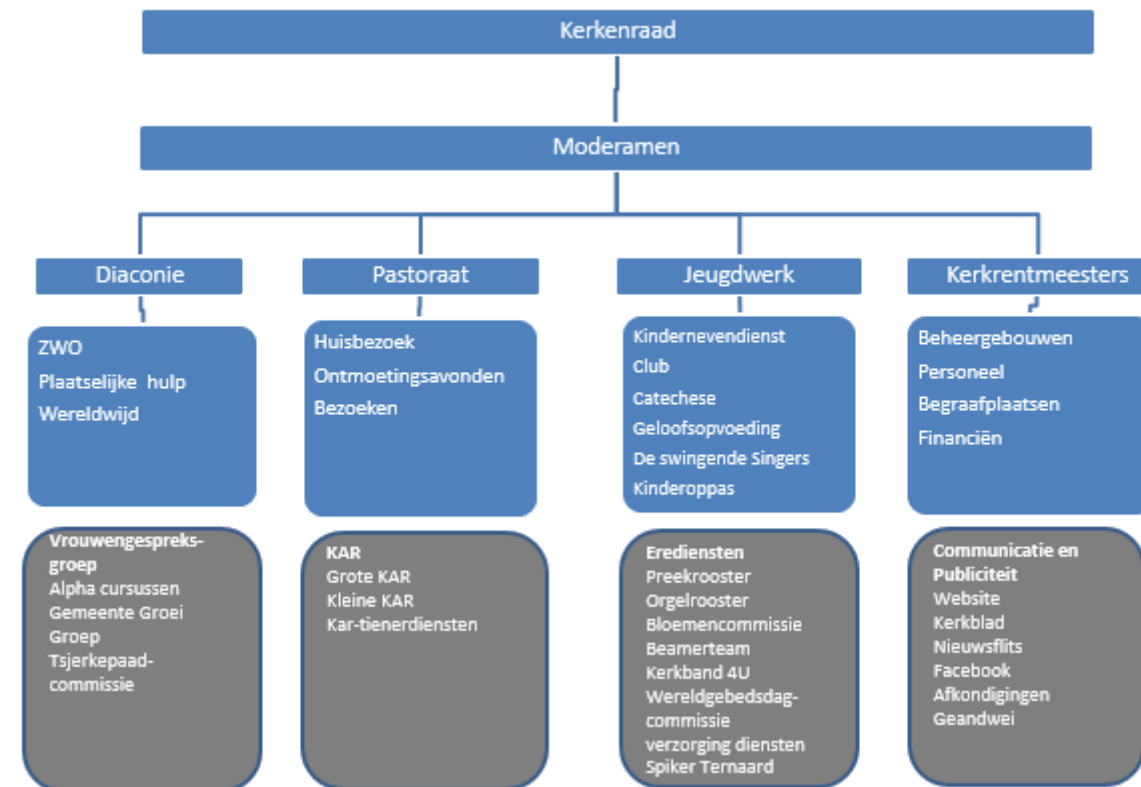 Kerkenraad
Moderamen
Diaconie
Pastoraat
Jeugdwerk
Kerkrentmeesters
ZWO
Plaatselijke hulp
Wereldwijd
Huisbezoek
Ontmoetingsavonden
Bezoeken
Kindernevendienst
Club
Catechese
Geloofsopvoeding
De swingende Singers
Kinderoppas
Beheergebouwen
Personeel
Begraafplaatsen
Financiën
Vrouwengespreks-
groep
Alpha cursussen
Gemeente Groei
Groep
Tsjerkepaad-
commissie
KAR
Grote KAR
Kleine KAR
Kar-tienerdiensten
Erediensten
Preekrooster
Orgelrooster
Bloemencommissie
Beamerteam
Kerkband 4U
Wereldgebedsdag-
commissie
verzorging diensten
Spiker Ternaard
Communicatie en
Publiciteit
Website
Kerkblad
Nieuwsflits
Facebook
Afkondigingen
Geandwei